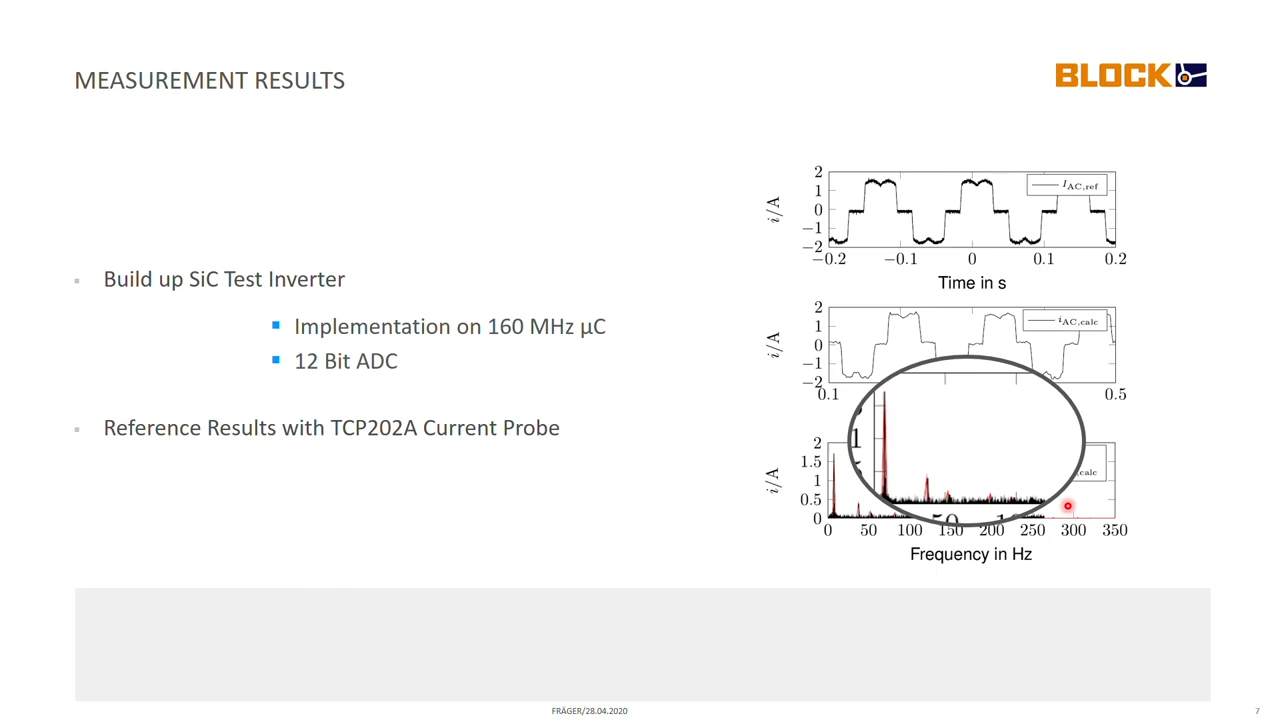 MEASUREMENT RESULTS
BLOCK
Build up SiC Test Inverter
Implementation on 160 MHz µC
12 Bit ADC
Reference Results with TCP202A Current Probe
2
1
0
−1
−2
i/A
I_AC,ref
−0.2 −0.1 0 0.1 0.2
Time in s
2
1
0
−1
−2
i/A
i_AC,calc
0.1 0.5
2
1.5
1
0.5
0
i/A
1
calc
50
0 50 100 150 200 250 300 350
Frequency in Hz
FRÄGER/28.04.2020
7